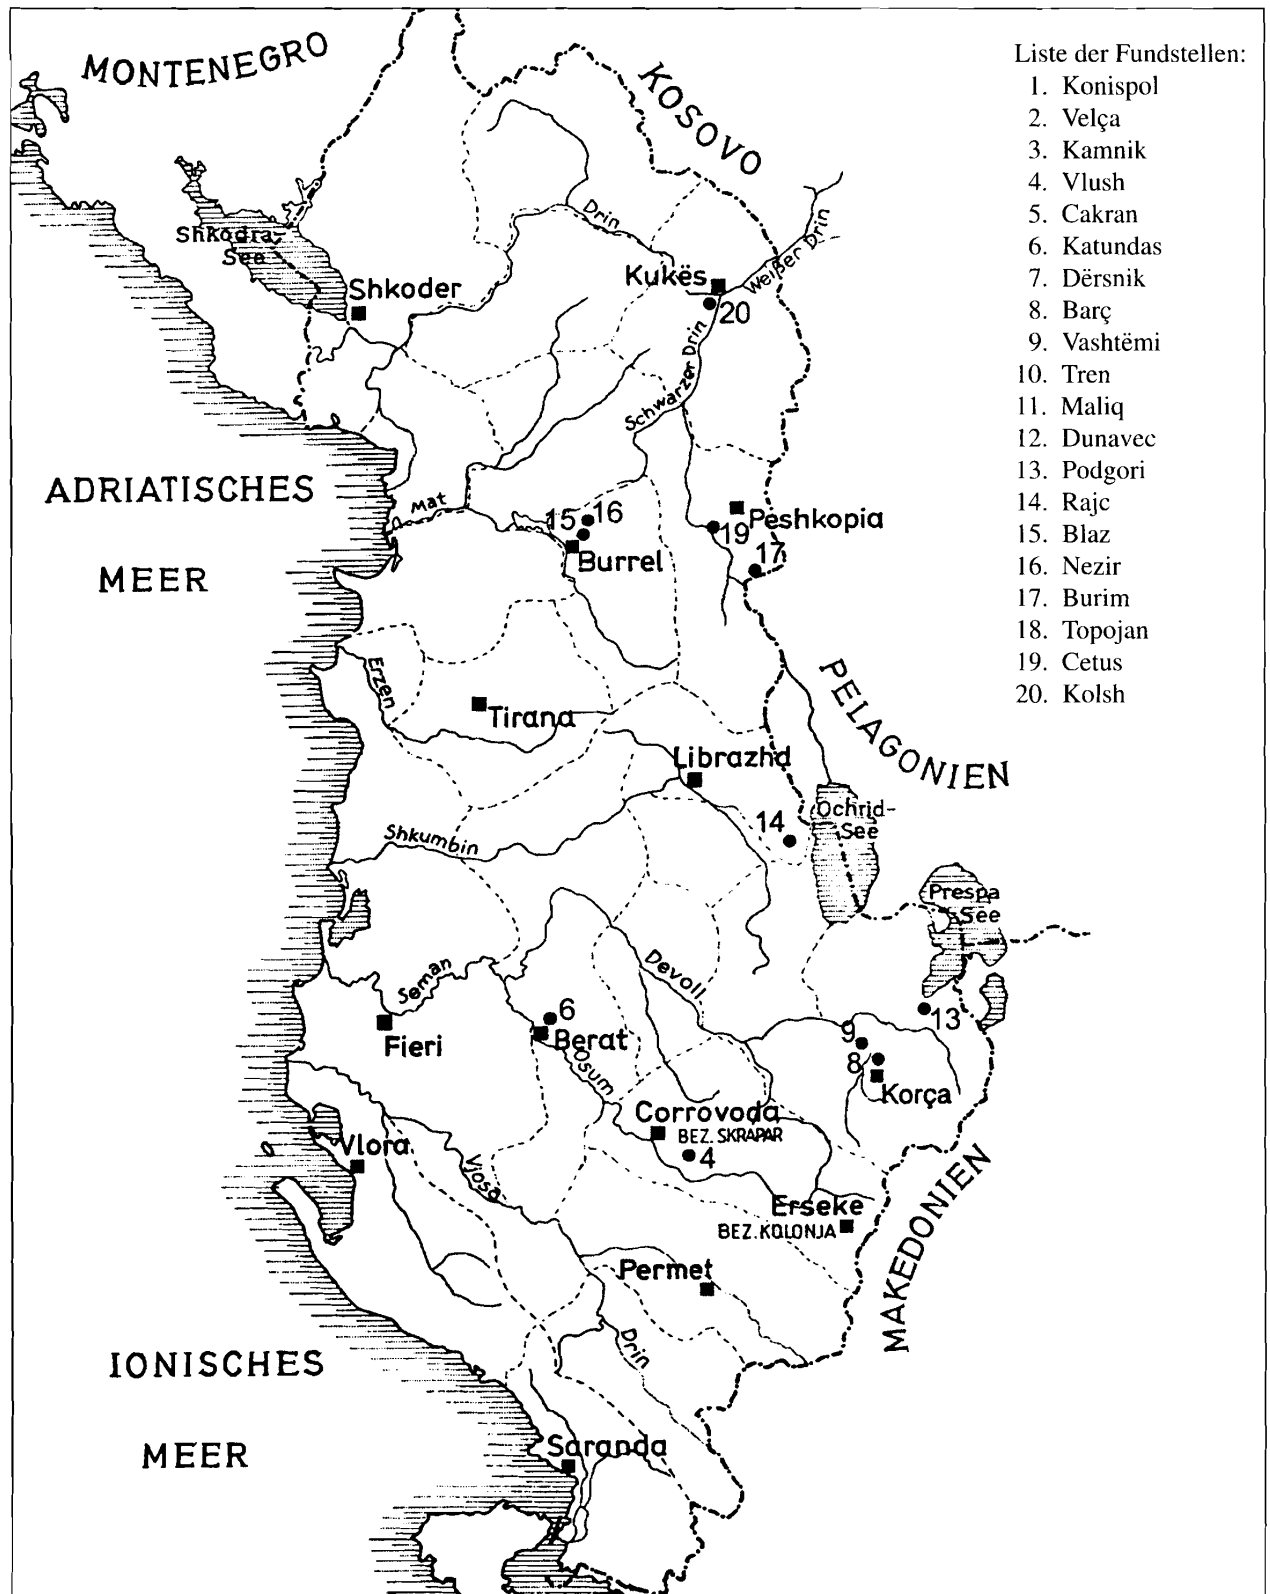 MONTENEGRO
KOSOVO
Liste der Fundstellen:
1. Konispol
2. Velça
3. Kamnik
4. Vlush
5. Cakran
6. Katundas
7. Dërsnik
8. Barç
9. Vashtëmi
10. Tren
11. Maliq
12. Dunavec
13. Podgori
14. Rajc
15. Blaz
16. Nezir
17. Burim
18. Topojan
19. Cetus
20. Kolsh
Drin
Weißer Drin
Shkodra-
See
Kukës
Shkoder
20
Schwarzer Drin
ADRIATISCHES
MEER
Mat
15
16
Burrel
Peshkopia
19
17
Erzen
Tirana
PELAGONIEN
Librazhd
Ochrid-
See
14
Shkumbin
Prespa
See
Devoll
Seman
6
Berat
Fieri
13
9
8
Korça
Osum
Corrovoda
BEZ. SKRAPAR
4
Vlora
Vjosa
Erseke
BEZ. KOLONJA
MAKEDONIEN
Permet
Drin
IONISCHES
MEER
Saranda